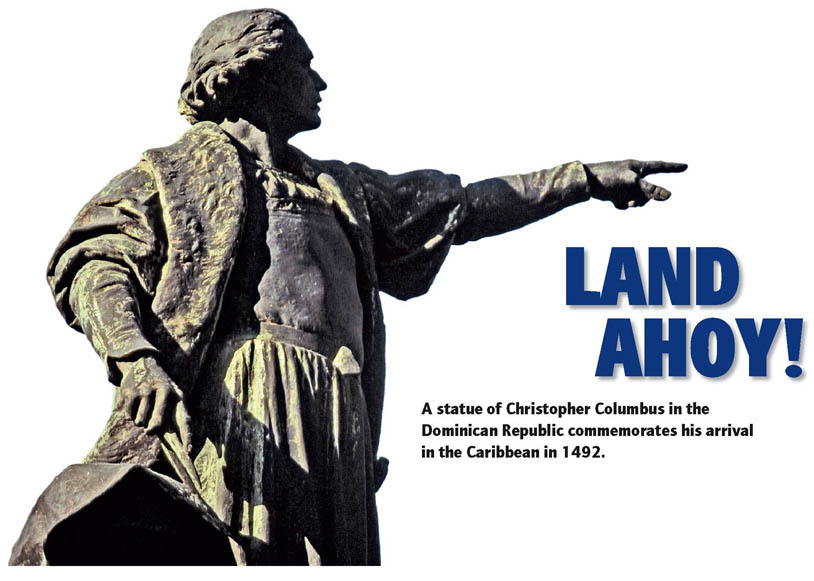 LAND
AHOY!
A statue of Christopher Columbus in the
Dominican Republic commemorates his arrival
in the Caribbean in 1492.